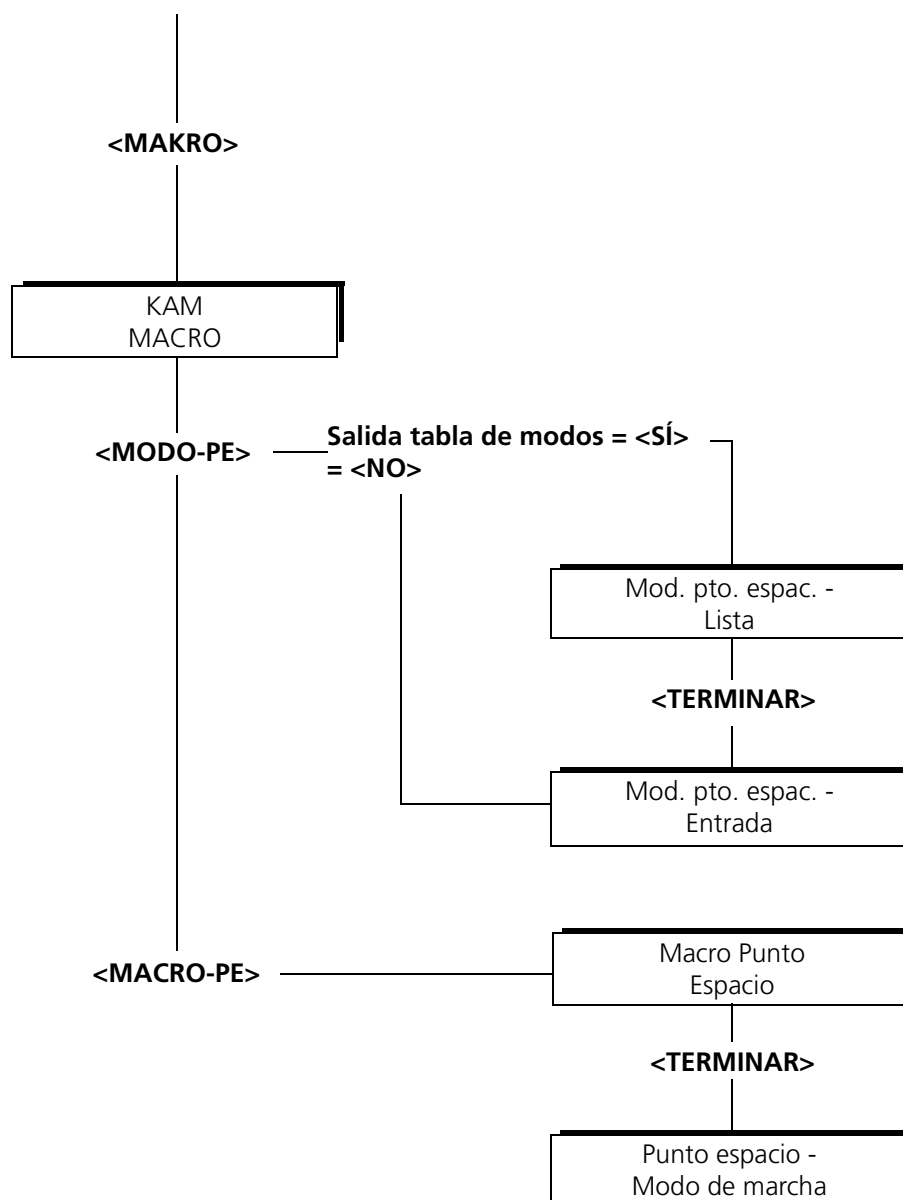 <MAKRO>
KAM
MACRO
<MODO-PE>
Salida tabla de modos = <SÍ>
= <NO>
Mod. pto. espac. -
Lista
<TERMINAR>
Mod. pto. espac. -
Entrada
<MACRO-PE>
Macro Punto
Espacio
<TERMINAR>
Punto espacio -
Modo de marcha